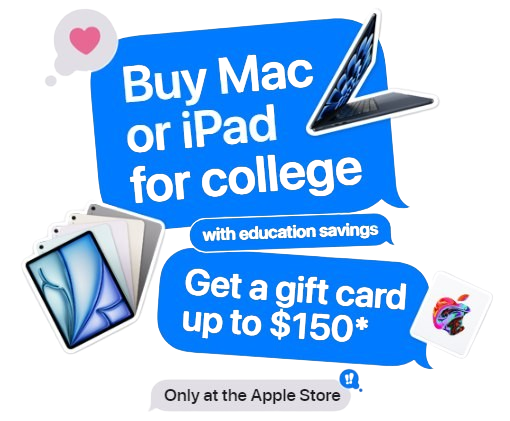 Buy Mac
or iPad
for college
with education savings
Get a gift card
up to $150*
Only at the Apple Store
!!